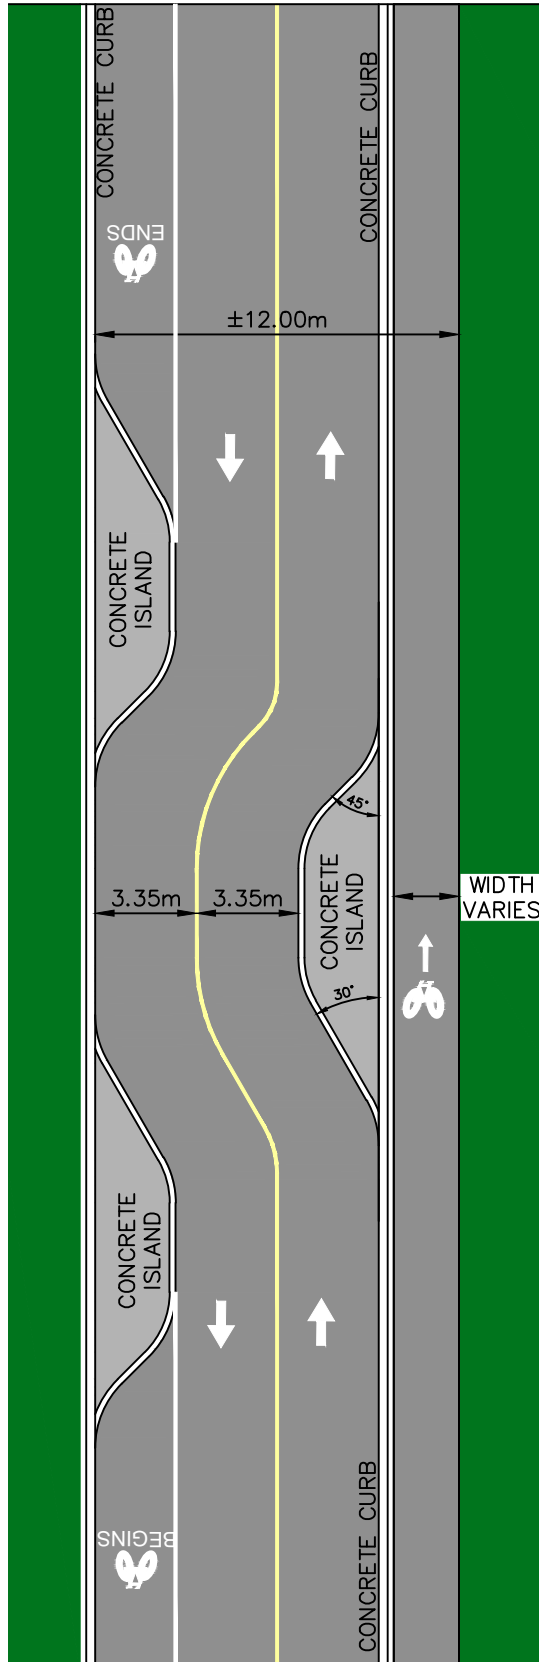 CONCRETE CURB
CONCRETE CURB
ENDS
±12.00m
CONCRETE
ISLAND
45°
3.35m
3.35m
CONCRETE
ISLAND
WIDTH
VARIES
30°
CONCRETE
ISLAND
CONCRETE CURB
BEGINS